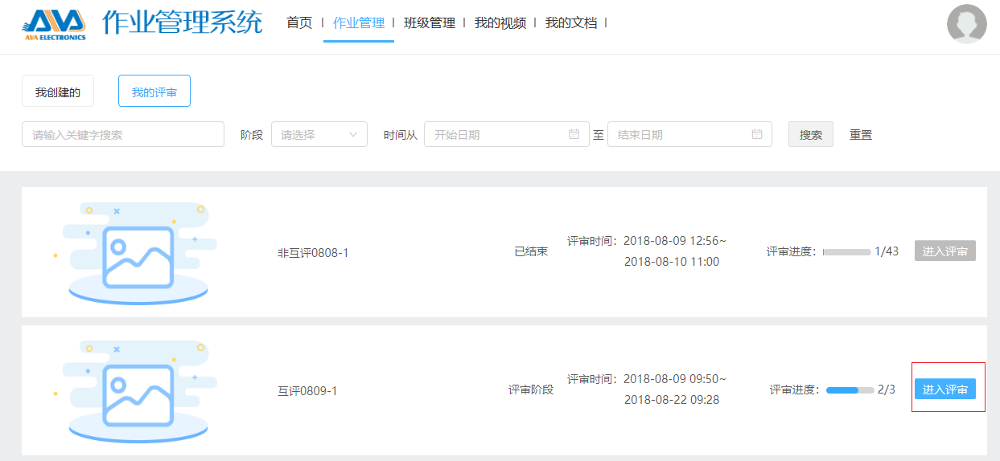 AVA ELECTRONICS 作业管理系统 首页 | 作业管理 | 班级管理 | 我的视频 | 我的文档 |
我创建的 我的评审
请输入关键字搜索 阶段 请选择 时间从 开始日期 至 结束日期 搜索 重置
非互评0808-1 已结束 评审时间：2018-08-09 12:56~ 评审进度： 1/43 进入评审
2018-08-10 11:00
互评0809-1 评审阶段 评审时间：2018-08-09 09:50~ 评审进度： 2/3 进入评审
2018-08-22 09:28